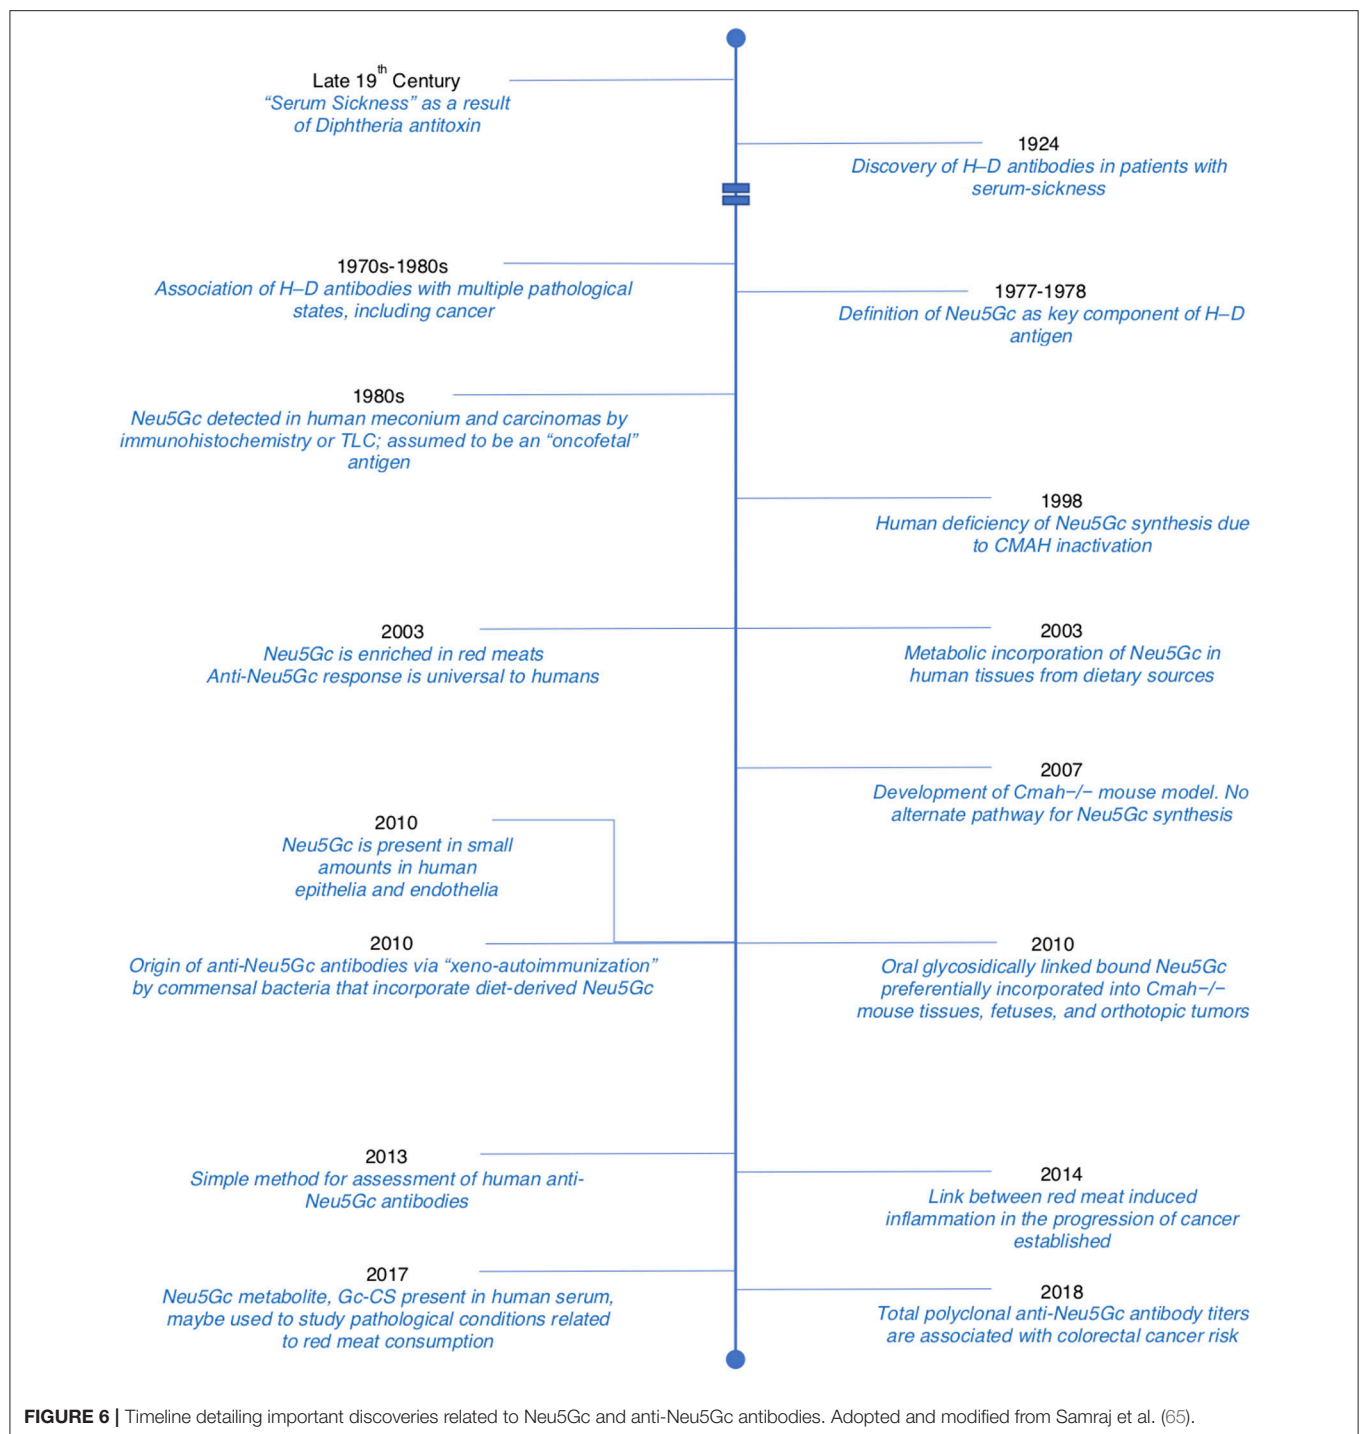 Late 19th Century
“Serum Sickness” as a result
of Diphtheria antitoxin
1924
Discovery of H–D antibodies in patients with
serum-sickness
1970s-1980s
Association of H–D antibodies with multiple pathological
states, including cancer
1977-1978
Definition of Neu5Gc as key component of H–D
antigen
1980s
Neu5Gc detected in human meconium and carcinomas by
immunohistochemistry or TLC; assumed to be an “oncofetal”
antigen
1998
Human deficiency of Neu5Gc synthesis due
to CMAH inactivation
2003
Neu5Gc is enriched in red meats
Anti-Neu5Gc response is universal to humans
2003
Metabolic incorporation of Neu5Gc in
human tissues from dietary sources
2007
Development of Cmah−/− mouse model. No
alternate pathway for Neu5Gc synthesis
2010
Neu5Gc is present in small
amounts in human
epithelia and endothelia
2010
Origin of anti-Neu5Gc antibodies via “xeno-autoimmunization”
by commensal bacteria that incorporate diet-derived Neu5Gc
2010
Oral glycosidically linked bound Neu5Gc
preferentially incorporated into Cmah−/−
mouse tissues, fetuses, and orthotopic tumors
2013
Simple method for assessment of human anti-
Neu5Gc antibodies
2014
Link between red meat induced
inflammation in the progression of cancer
established
2017
Neu5Gc metabolite, Gc-CS present in human serum,
maybe used to study pathological conditions related
to red meat consumption
2018
Total polyclonal anti-Neu5Gc antibody titers
are associated with colorectal cancer risk
FIGURE 6 | Timeline detailing important discoveries related to Neu5Gc and anti-Neu5Gc antibodies. Adopted and modified from Samraj et al. (65).